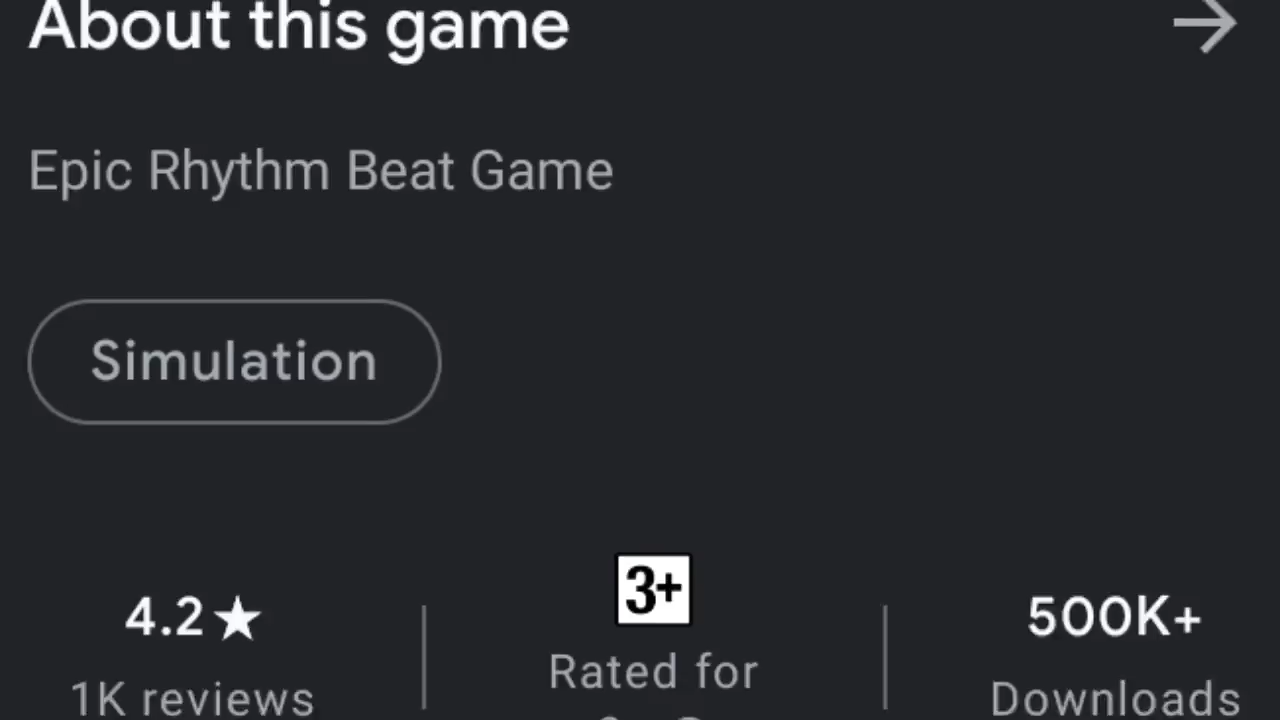 About this game
Epic Rhythm Beat Game
Simulation
4.2★
1K reviews
3+
Rated for
500K+
Downloads